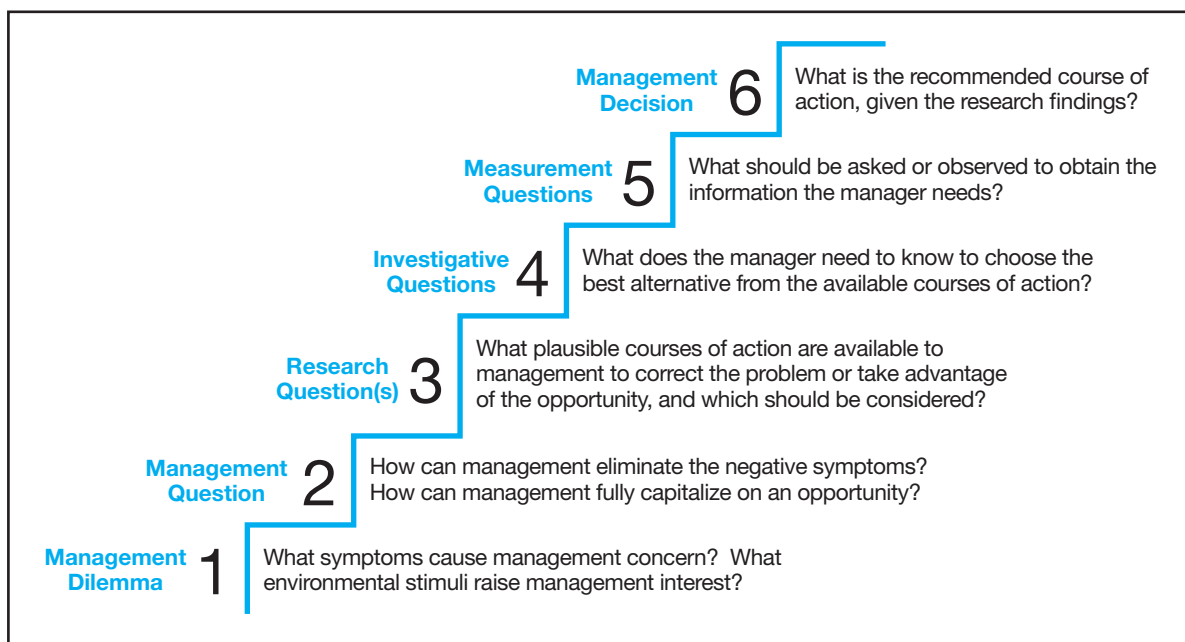 Management
Decision
6
What is the recommended course of
action, given the research findings?
Measurement
Questions
5
What should be asked or observed to obtain the
information the manager needs?
Investigative
Questions
4
What does the manager need to know to choose the
best alternative from the available courses of action?
Research
Question(s)
3
What plausible courses of action are available to
management to correct the problem or take advantage
of the opportunity, and which should be considered?
Management
Question
2
How can management eliminate the negative symptoms?
How can management fully capitalize on an opportunity?
Management
Dilemma
1
What symptoms cause management concern? What
environmental stimuli raise management interest?